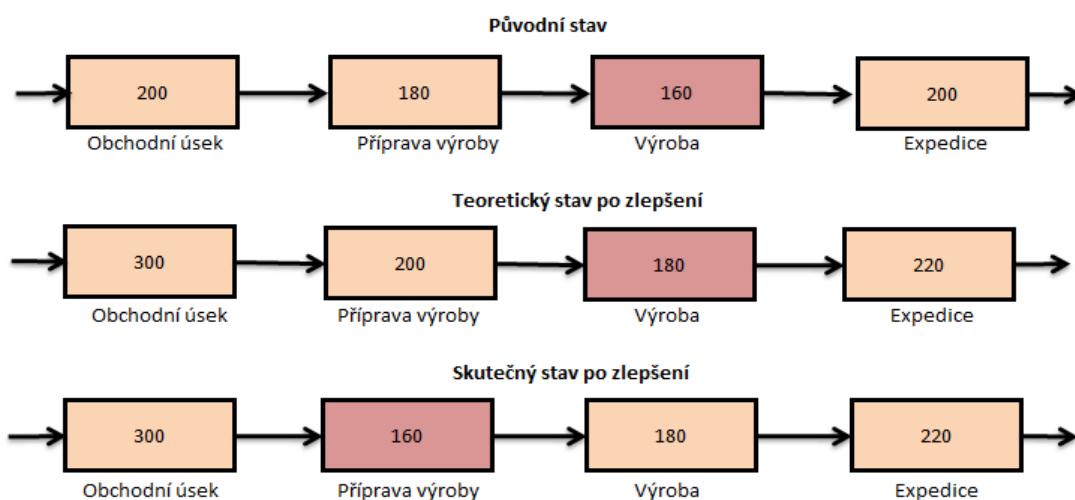 Původní stav
200 180 160 200
Obchodní úsek Příprava výroby Výroba Expedice
Teoretický stav po zlepšení
300 200 180 220
Obchodní úsek Příprava výroby Výroba Expedice
Skutečný stav po zlepšení
300 160 180 220
Obchodní úsek Příprava výroby Výroba Expedice